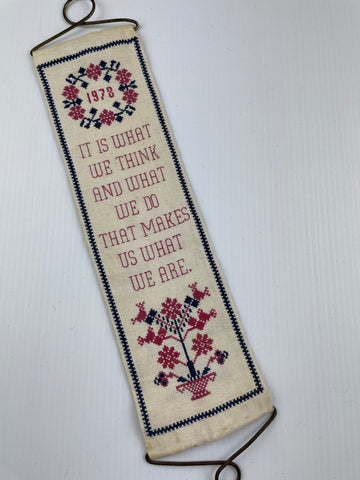 1978
IT IS WHAT
WE THINK
AND WHAT
WE DO
THAT MAKES
US WHAT
WE ARE.